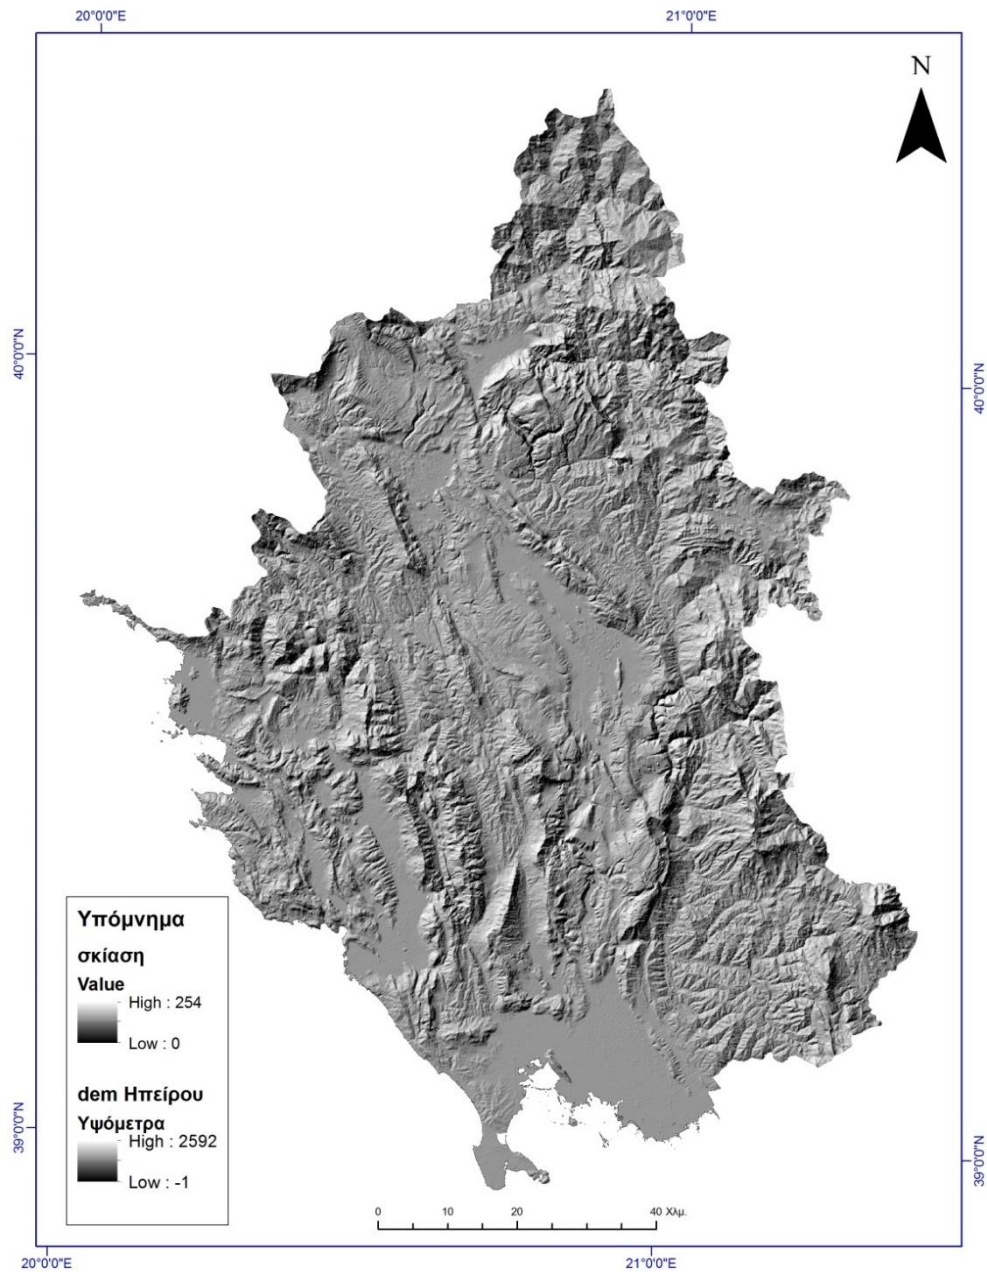 20°0'0"E
21°0'0"E
N
40°0'0"N
40°0'0"N
Υπόμνημα
σκίαση
Value
High : 254
Low : 0
dem Ηπείρου
Υψόμετρα
High : 2592
Low : -1
39°0'0"N
39°0'0"N
0
10
20
40 Χλμ.
20°0'0"E
21°0'0"E